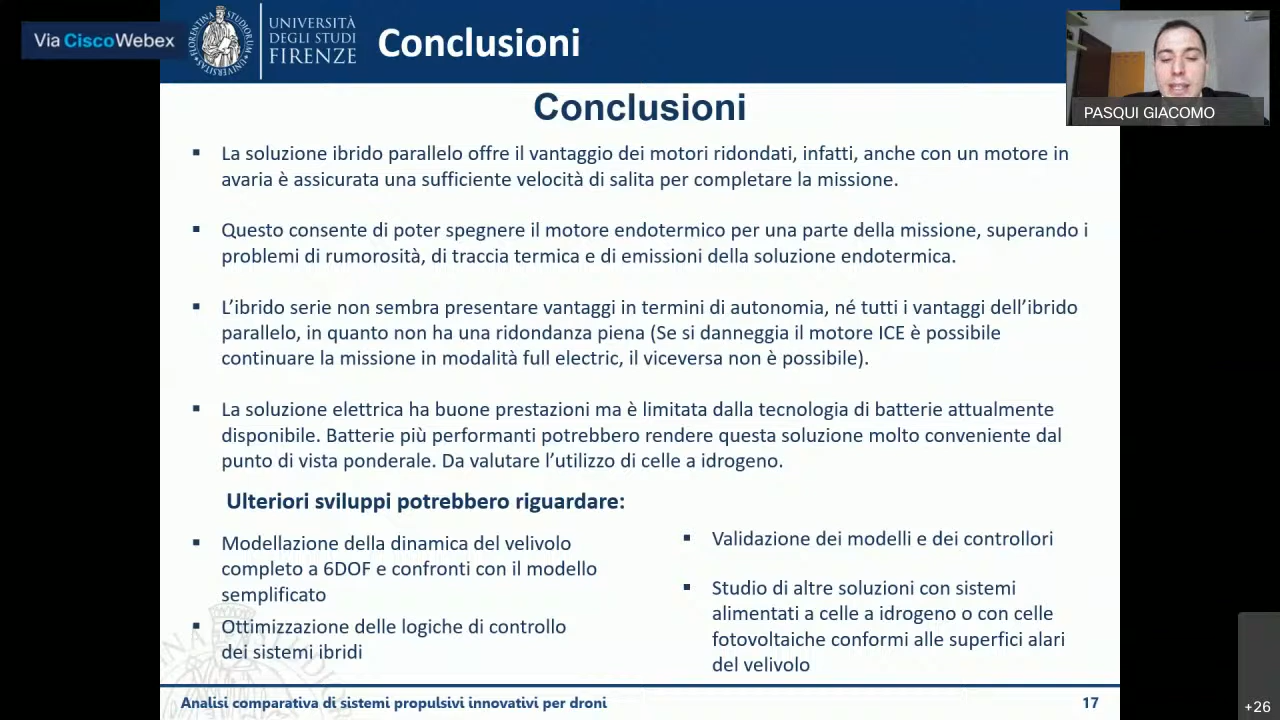 Via CiscoWebex
UNIVERSITÀ
DEGLI STUDI
FIRENZE
Conclusioni
PASQUI GIACOMO
Conclusioni
▪ La soluzione ibrido parallelo offre il vantaggio dei motori ridondati, infatti, anche con un motore in
avaria è assicurata una sufficiente velocità di salita per completare la missione.
▪ Questo consente di poter spegnere il motore endotermico per una parte della missione, superando i
problemi di rumorosità, di traccia termica e di emissioni della soluzione endotermica.
▪ L’ibrido serie non sembra presentare vantaggi in termini di autonomia, né tutti i vantaggi dell’ibrido
parallelo, in quanto non ha una ridondanza piena (Se si danneggia il motore ICE è possibile
continuare la missione in modalità full electric, il viceversa non è possibile).
▪ La soluzione elettrica ha buone prestazioni ma è limitata dalla tecnologia di batterie attualmente
disponibile. Batterie più performanti potrebbero rendere questa soluzione molto conveniente dal
punto di vista ponderale. Da valutare l’utilizzo di celle a idrogeno.
Ulteriori sviluppi potrebbero riguardare:
▪ Modellazione della dinamica del velivolo
completo a 6DOF e confronti con il modello
semplificato
▪ Ottimizzazione delle logiche di controllo
dei sistemi ibridi
▪ Validazione dei modelli e dei controllori
▪ Studio di altre soluzioni con sistemi
alimentati a celle a idrogeno o con celle
fotovoltaiche conformi alle superfici alari
del velivolo
Analisi comparativa di sistemi propulsivi innovativi per droni
17
+26